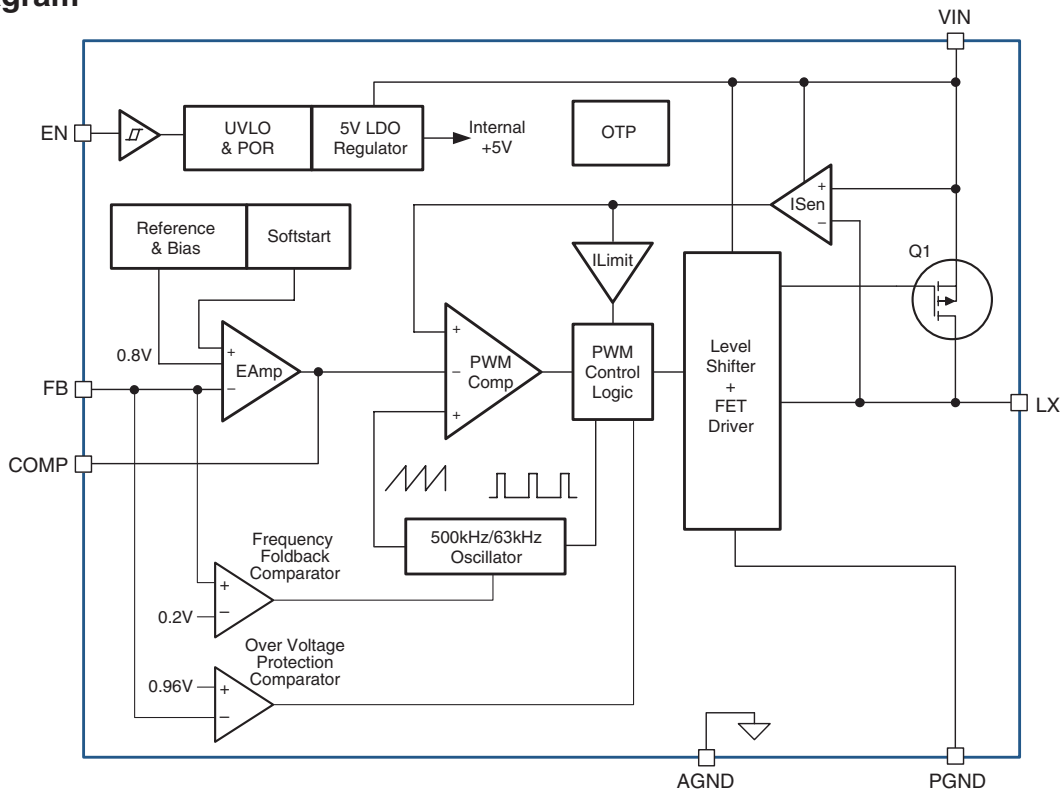 gram
VIN
EN
UVLO
& POR
5V LDO
Regulator
Internal
+5V
OTP
Reference
& Bias
Softstart
ISen
+
–
ILimit
Q1
0.8V
+
–
EAmp
+
–
+
PWM
Comp
PWM
Control
Logic
Level
Shifter
+
FET
Driver
FB
LX
COMP
500kHz/63kHz
Oscillator
Frequency
Foldback
Comparator
+
–
0.2V
Over Voltage
Protection
Comparator
0.96V
+
–
AGND
PGND